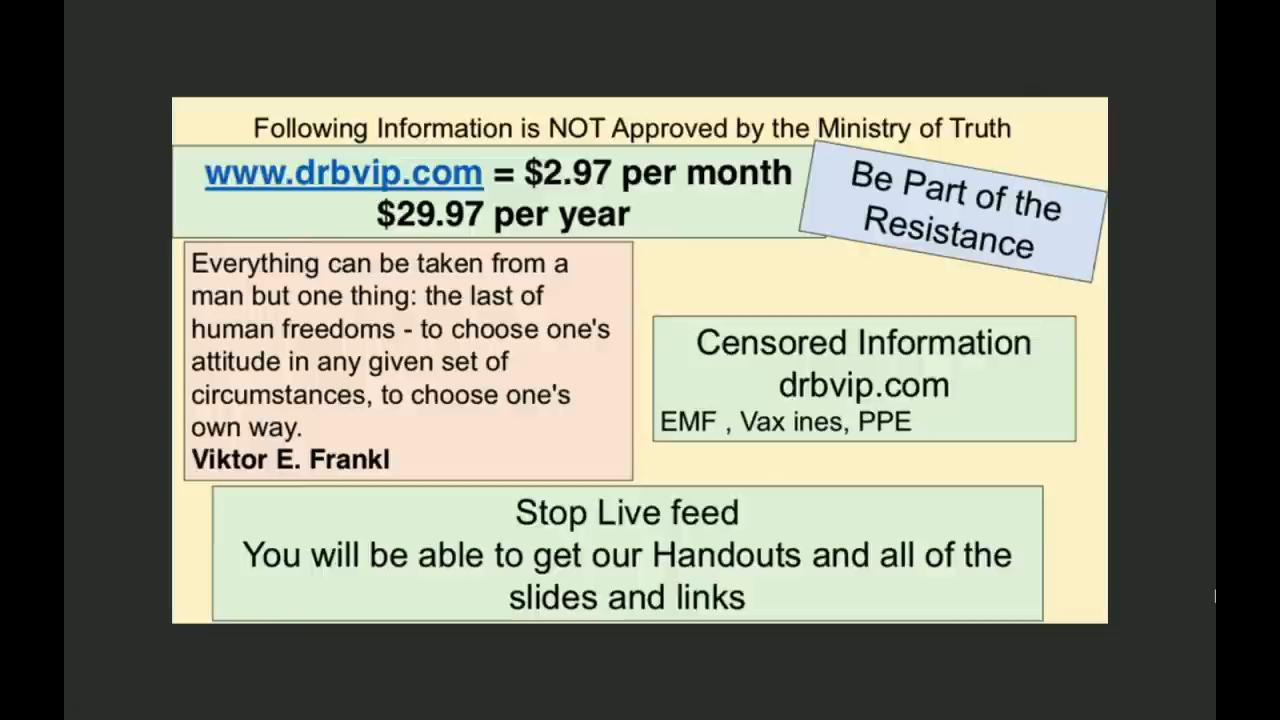 Following Information is NOT Approved by the Ministry of Truth
www.drbvip.com = $2.97 per month
$29.97 per year
Be Part of the
Resistance
Everything can be taken from a
man but one thing: the last of
human freedoms - to choose one's
attitude in any given set of
circumstances, to choose one's
own way.
Viktor E. Frankl
Censored Information
drbvip.com
EMF , Vax ines, PPE
Stop Live feed
You will be able to get our Handouts and all of the
slides and links